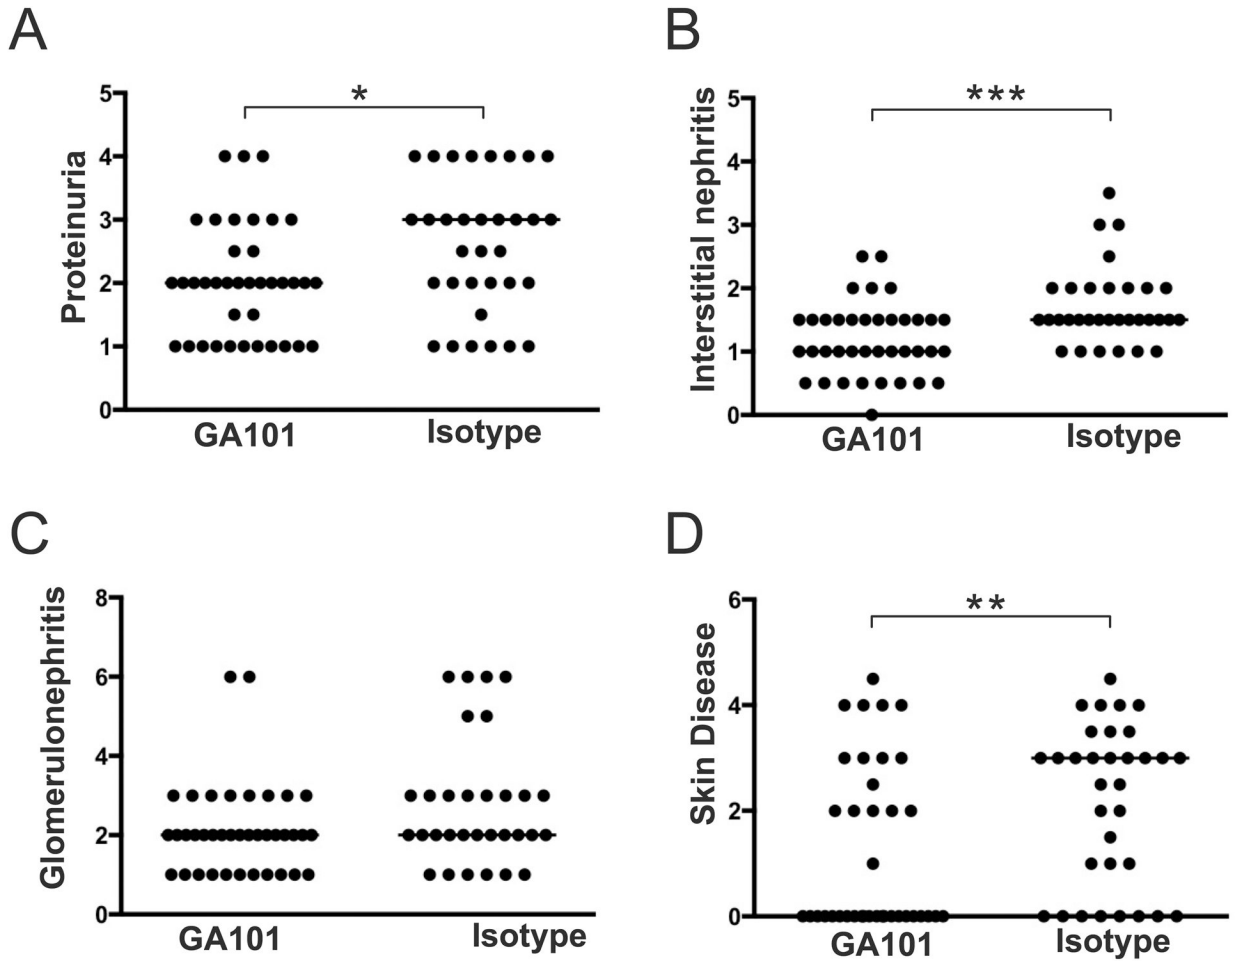 A
B
*
***
5
4
3
2
1
0
Proteinuria
GA101
Isotype
5
4
3
2
1
0
Interstitial nephritis
GA101
Isotype
C
D
**
8
6
4
2
0
Glomerulonephritis
GA101
Isotype
6
4
2
0
Skin Disease
GA101
Isotype